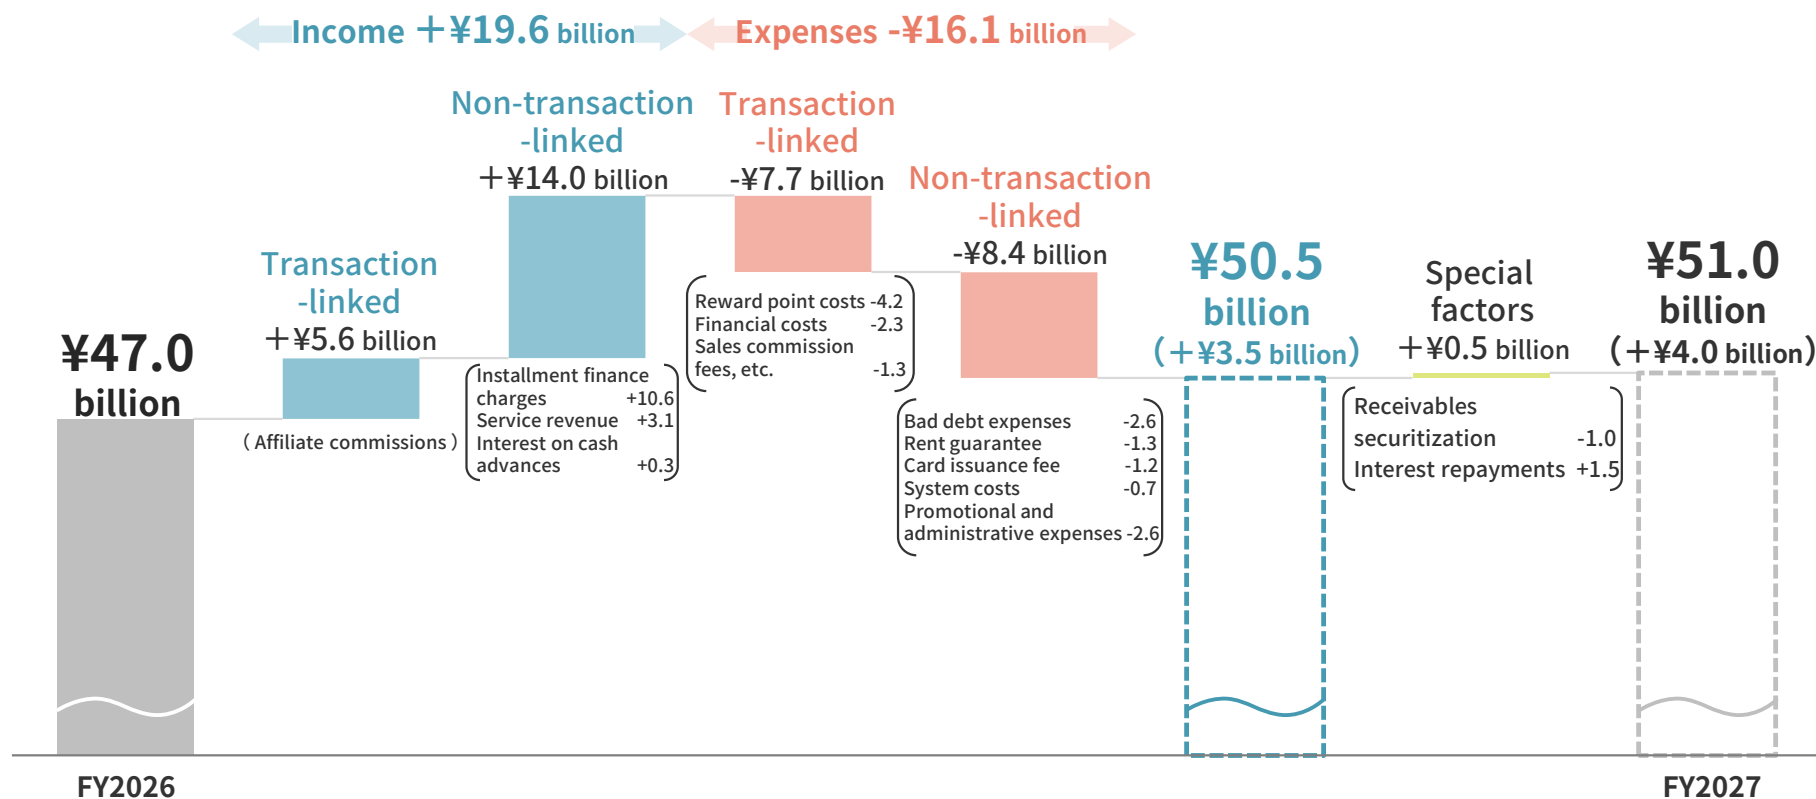 Income +¥19.6 billion
Expenses -¥16.1 billion
¥47.0
billion
Transaction
-linked
+¥5.6 billion
( Affiliate commissions )
Non-transaction
-linked
+¥14.0 billion
Installment finance
charges +10.6
Service revenue +3.1
Interest on cash
advances +0.3
Transaction
-linked
-¥7.7 billion
Reward point costs -4.2
Financial costs -2.3
Sales commission
fees, etc. -1.3
Non-transaction
-linked
-¥8.4 billion
Bad debt expenses -2.6
Rent guarantee -1.3
Card issuance fee -1.2
System costs -0.7
Promotional and
administrative expenses -2.6
¥50.5
billion
(+¥3.5 billion)
Special
factors
+¥0.5 billion
Receivables
securitization -1.0
Interest repayments +1.5
¥51.0
billion
(+¥4.0 billion)
FY2026
FY2027